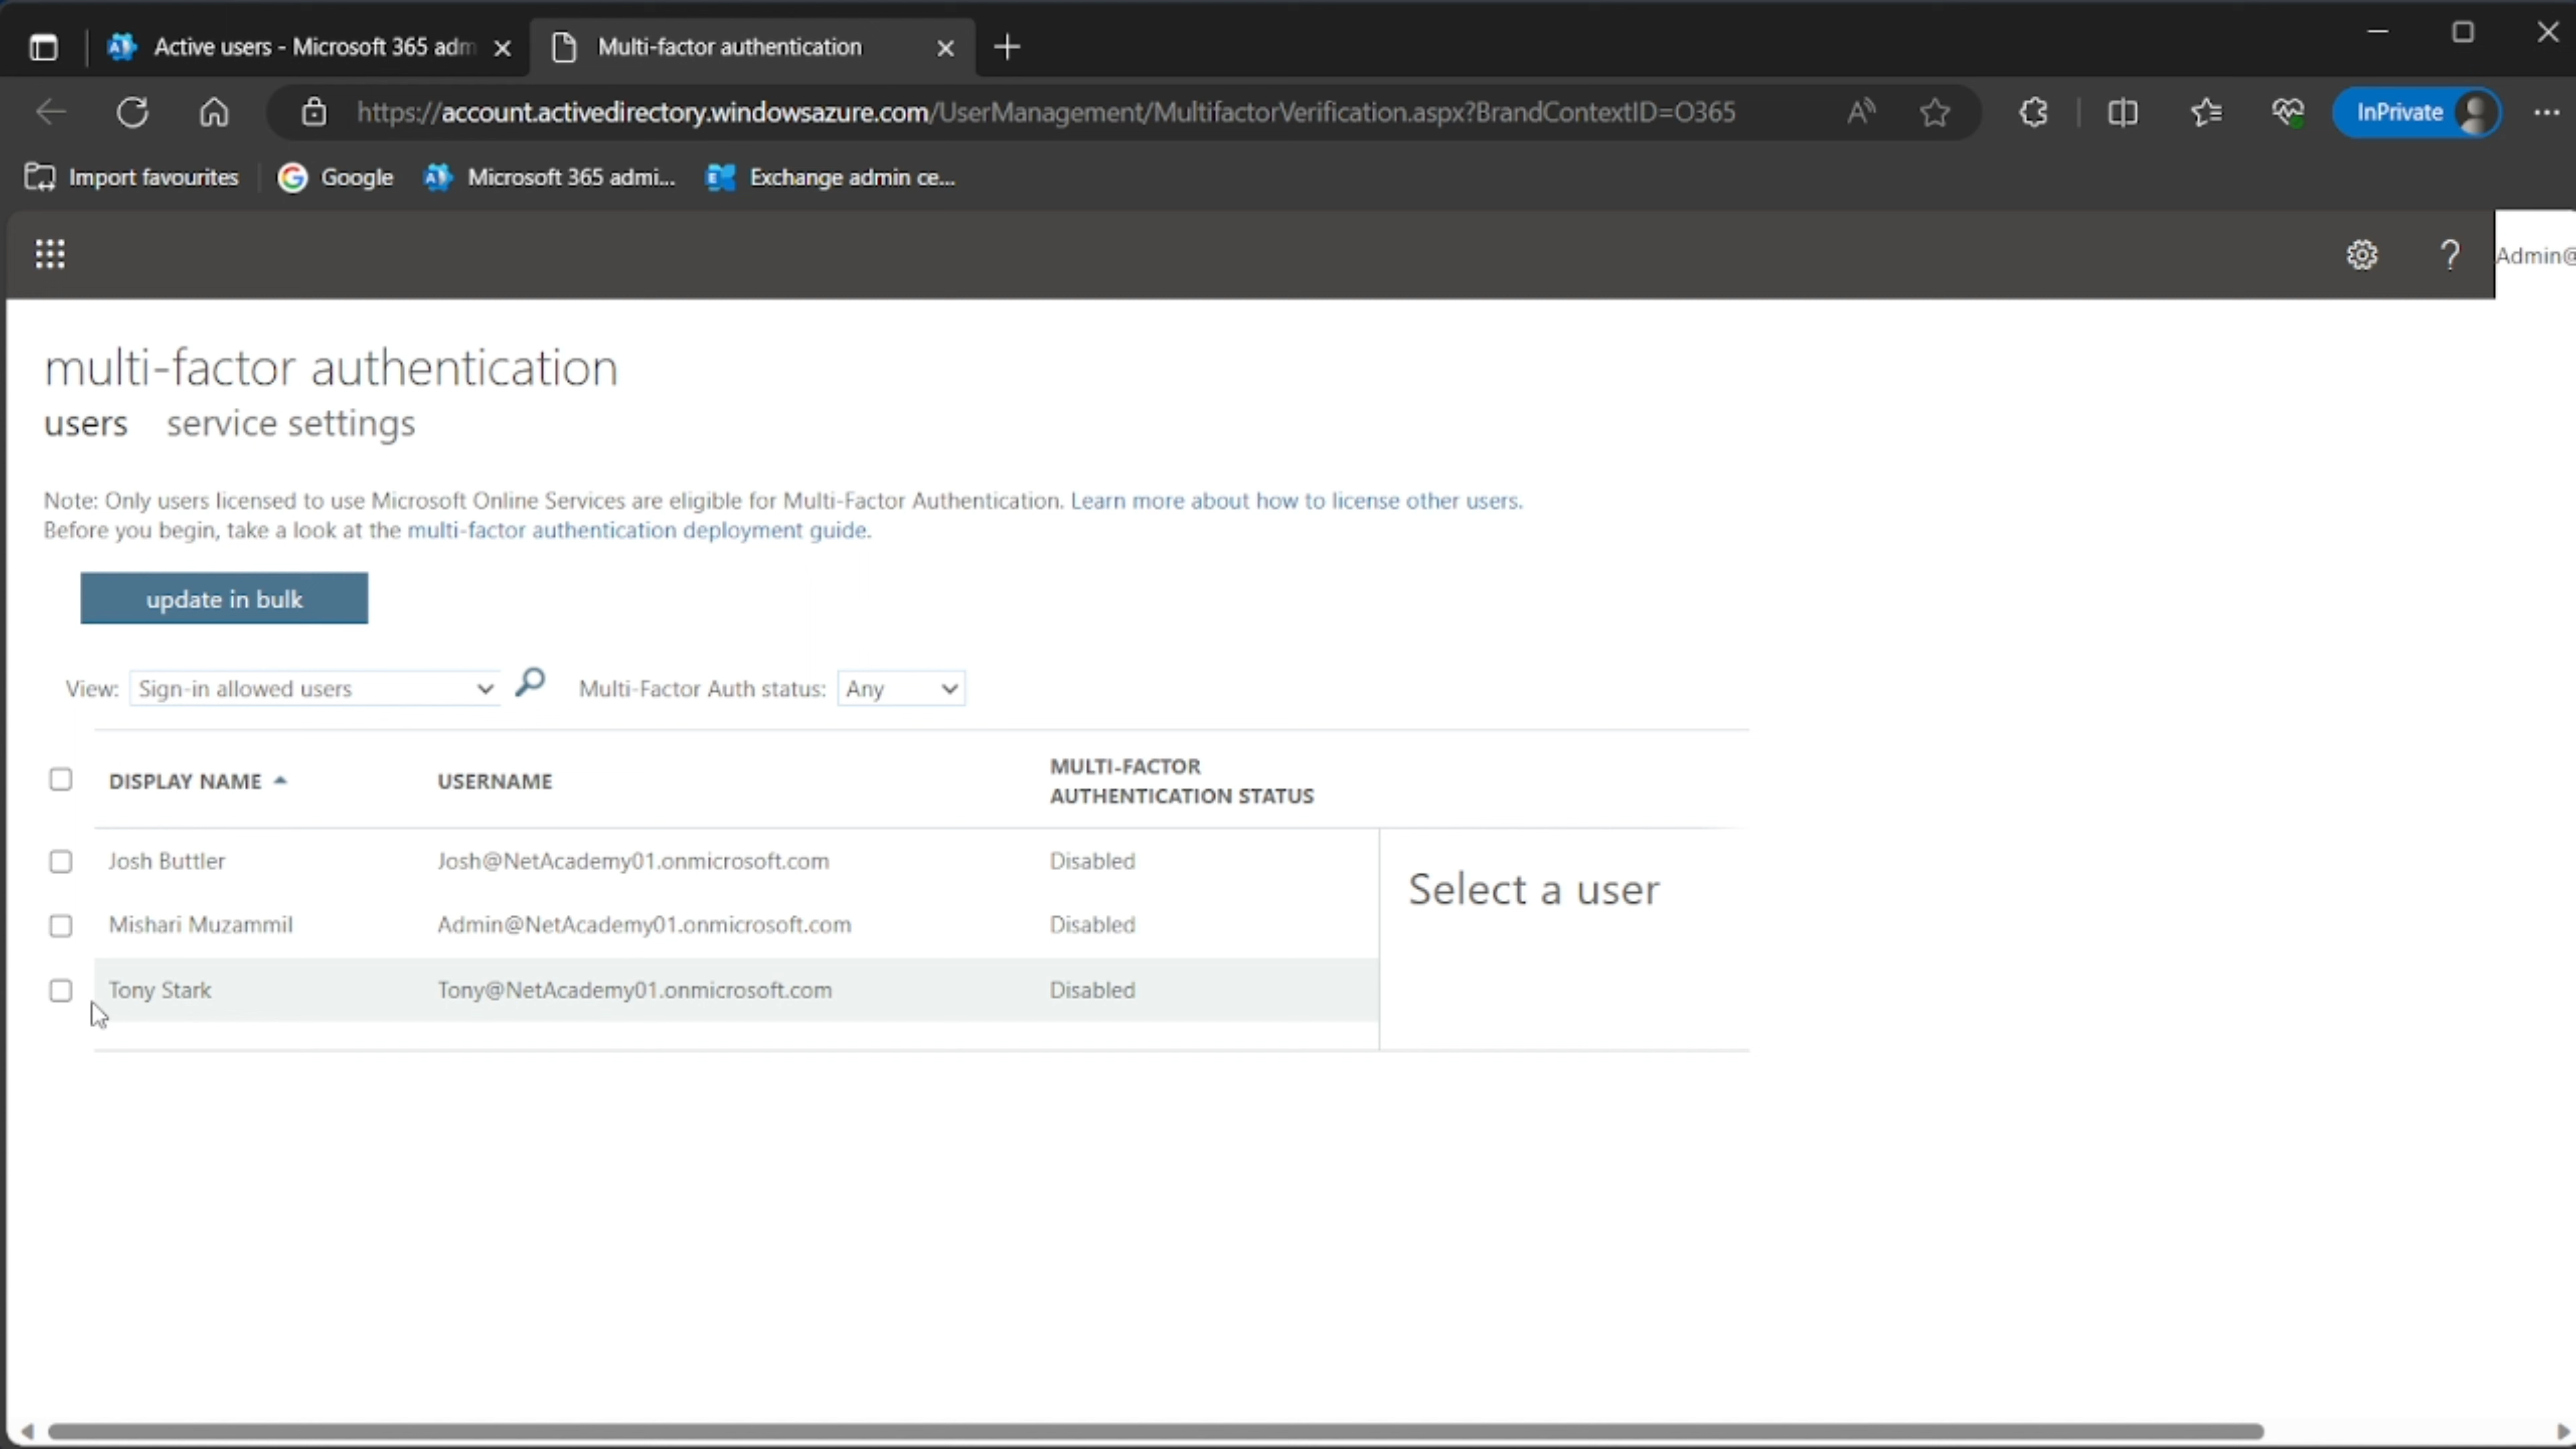 Active users - Microsoft 365 adm
Multi-factor authentication
https://account.activedirectory.windowsazure.com/UserManagement/MultifactorVerification.aspx?BrandContextID=O365
InPrivate
Import favourites
Google
Microsoft 365 admi...
Exchange admin ce...
Admin@
multi-factor authentication
users service settings
Note: Only users licensed to use Microsoft Online Services are eligible for Multi-Factor Authentication. Learn more about how to license other users.
Before you begin, take a look at the multi-factor authentication deployment guide.
update in bulk
View: Sign-in allowed users Multi-Factor Auth status: Any
DISPLAY NAME USERNAME MULTI-FACTOR
AUTHENTICATION STATUS
Josh Buttler Josh@NetAcademy01.onmicrosoft.com Disabled
Select a user
Mishari Muzammil Admin@NetAcademy01.onmicrosoft.com Disabled
Tony Stark Tony@NetAcademy01.onmicrosoft.com Disabled